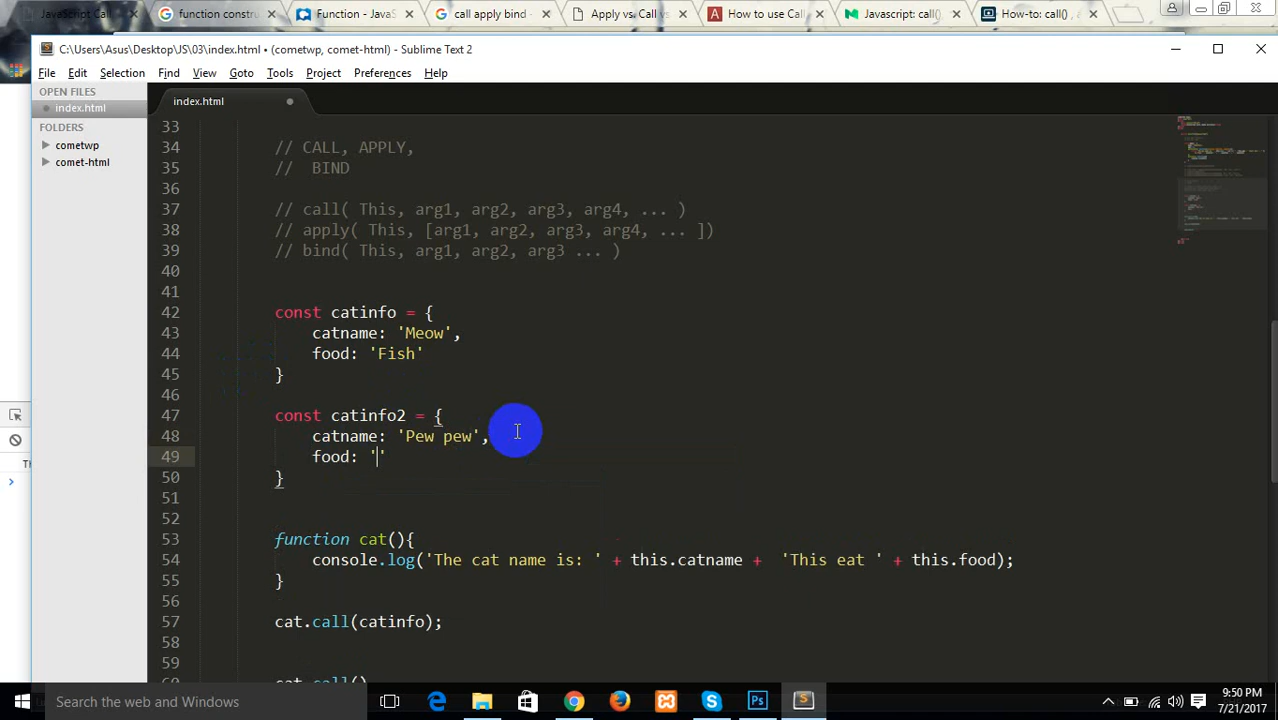 JavaScript Call
function constru
Function - JavaS
call apply bind -
Apply vs. Call vs
How to use Call
Javascript: call()
How-to: call() , a
C:\Users\Asus\Desktop\JS\03\index.html • (cometwp, comet-html) - Sublime Text 2
File Edit Selection Find View Goto Tools Project Preferences Help
OPEN FILES
index.html
FOLDERS
cometwp
comet-html
index.html
33
34 // CALL, APPLY,
35 // BIND
36
37 // call( This, arg1, arg2, arg3, arg4, ... )
38 // apply( This, [arg1, arg2, arg3, arg4, ... ])
39 // bind( This, arg1, arg2, arg3 ... )
40
41
42 const catinfo = {
43 catname: 'Meow',
44 food: 'Fish'
45 }
46
47 const catinfo2 = {
48 catname: 'Pew pew',
49 food: ''
50 }
51
52
53 function cat(){
54 console.log('The cat name is: ' + this.catname + 'This eat ' + this.food);
55 }
56
57 cat.call(catinfo);
58
59
60 cat.call()
Search the web and Windows
9:50 PM
7/21/2017